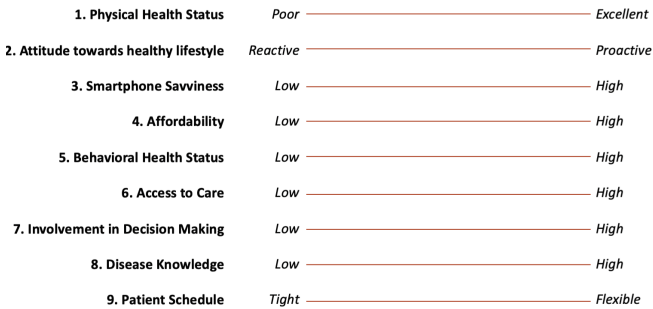 1. Physical Health Status Poor Excellent
2. Attitude towards healthy lifestyle Reactive Proactive
3. Smartphone Savviness Low High
4. Affordability Low High
5. Behavioral Health Status Low High
6. Access to Care Low High
7. Involvement in Decision Making Low High
8. Disease Knowledge Low High
9. Patient Schedule Tight Flexible